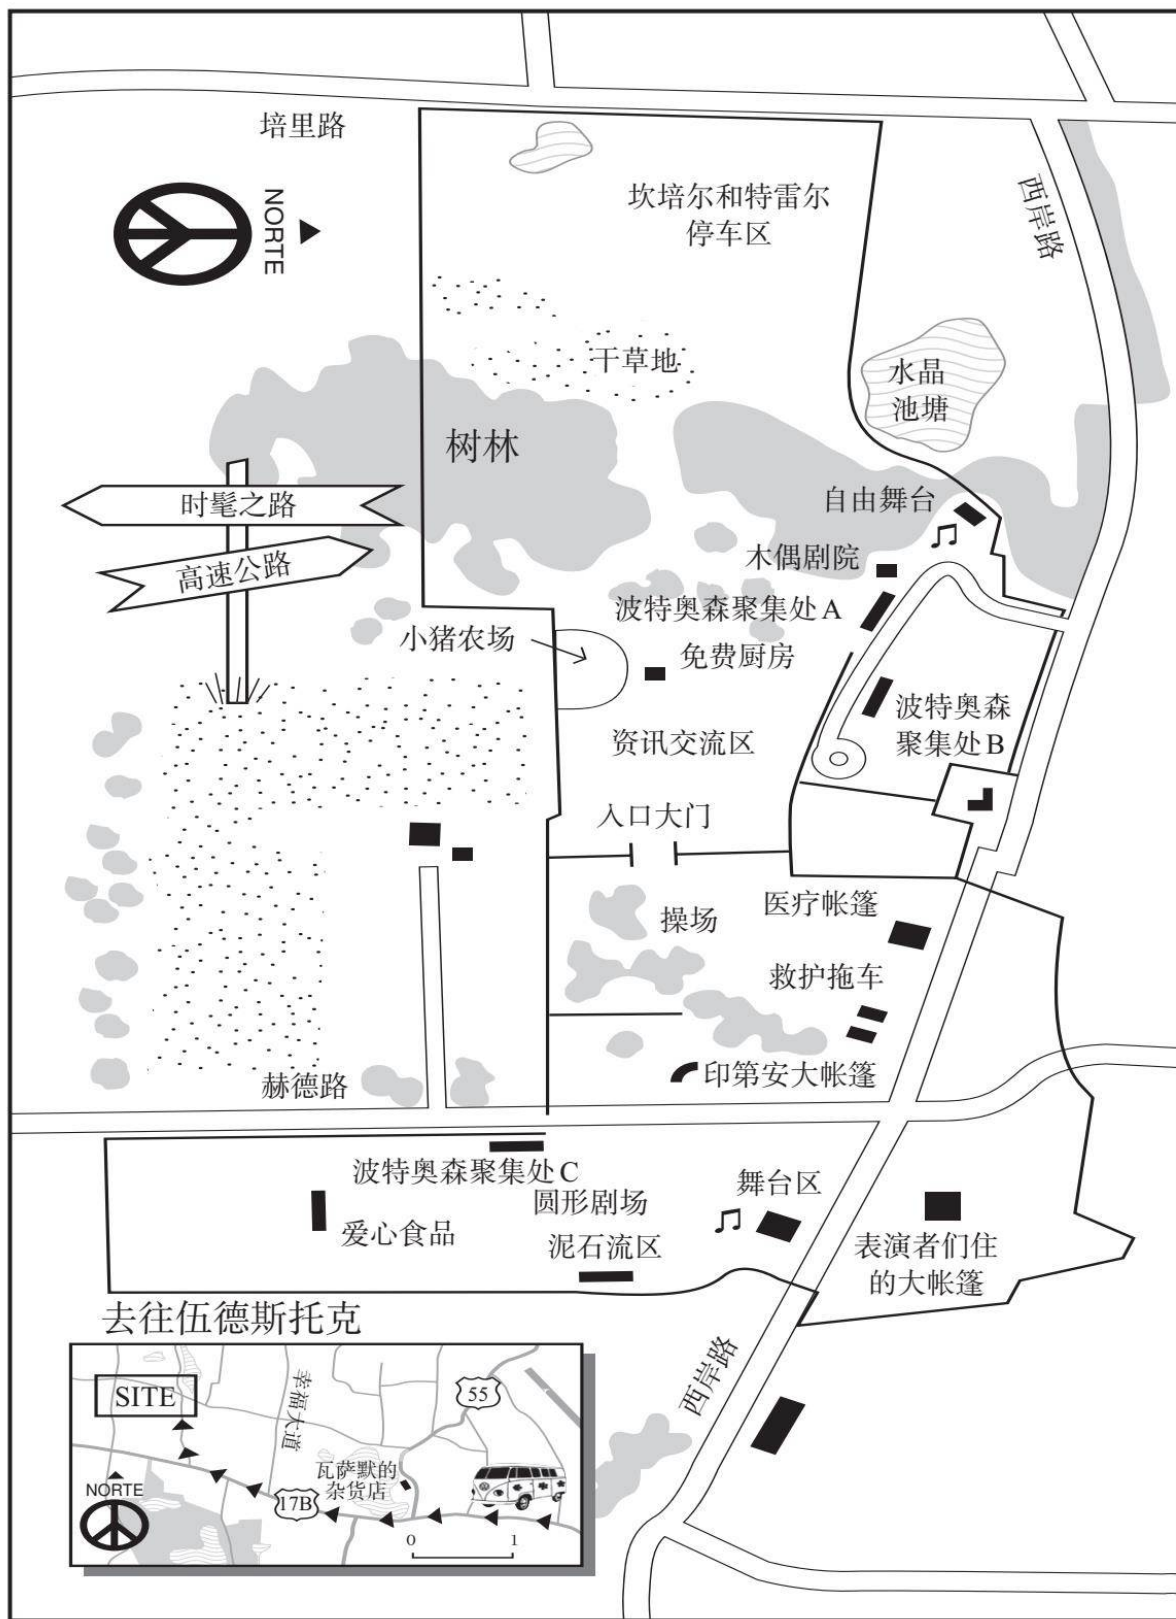 培里路
NORTE
坎培尔和特雷尔
停车区
西岸路
干草地
水晶
池塘
树林
自由舞台
时髦之路
高速公路
木偶剧院
波特奥森聚集处A
小猪农场
免费厨房
资讯交流区
波特奥森
聚集处B
入口大门
操场
医疗帐篷
救护拖车
赫德路
印第安大帐篷
波特奥森聚集处C
爱心食品
圆形剧场
泥石流区
舞台区
表演者们住
的大帐篷
去往伍德斯托克
SITE
幸福大道
55
瓦萨默的
杂货店
NORTE
17B
0 1
西岸路